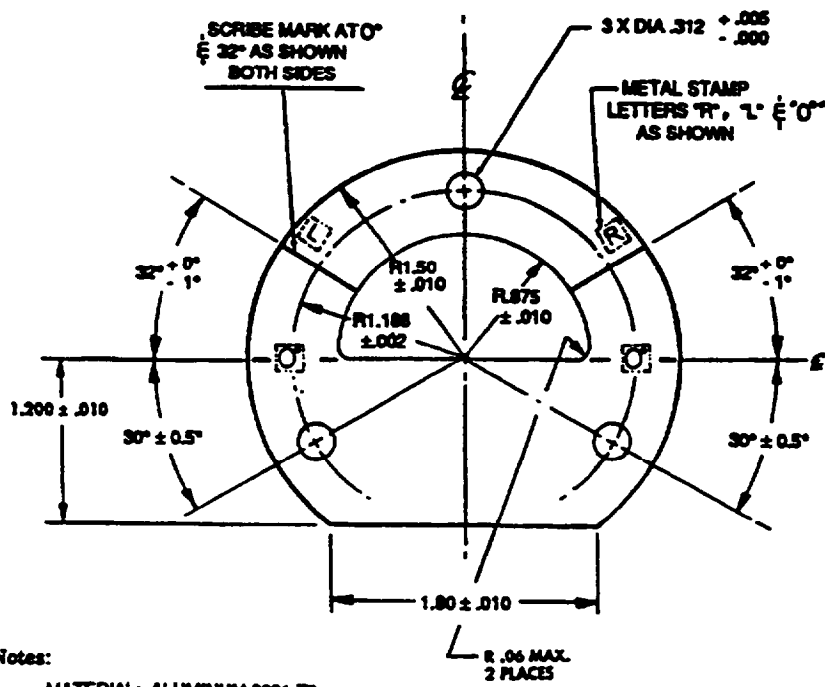 SCRIBE MARK AT 0°
& 32° AS SHOWN
BOTH SIDES
3 X DIA .312 + .005
- .000
METAL STAMP
LETTERS "R", "L" & "0"
AS SHOWN
L
R
32° + 0°
- 1°
R1.50
± .010
R.875
± .010
32° + 0°
- 1°
R1.188
±.002
O
O
1.200 ± .010
30° ± 0.5°
30° ± 0.5°
1.80 ± .010
R .06 MAX.
2 PLACES
Notes:
MATERIAL: ALUMINUM